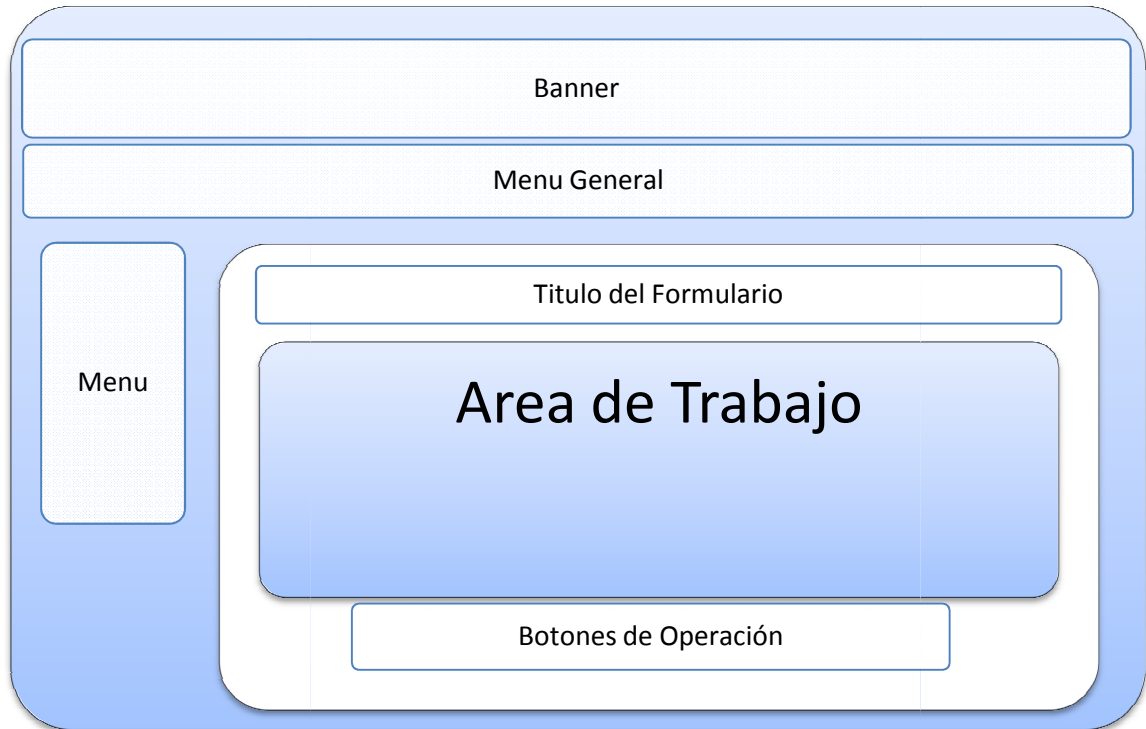 Banner
Menu General
Titulo del Formulario
Menu
Area de Trabajo
Botones de Operación